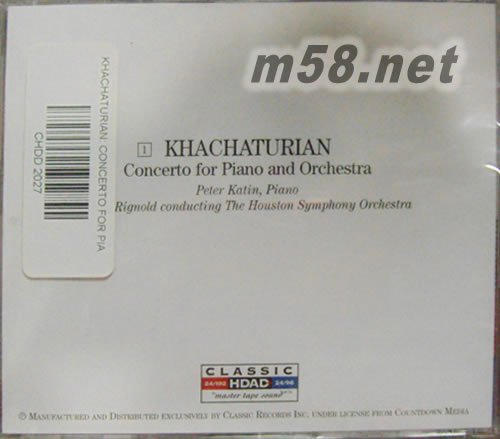 m58.net
KHACHATURIAN. CONCERTO FOR PIA
CHDD 2027
1 KHACHATURIAN
Concerto for Piano and Orchestra
Peter Katin, Piano
Rignold conducting The Houston Symphony Orchestra
CLASSIC
24/192 HDAD 24/96
"master tape sound"
℗ MANUFACTURED AND DISTRIBUTED EXCLUSIVELY BY CLASSIC RECORDS INC. UNDER LICENSE FROM COUNTDOWN MEDIA